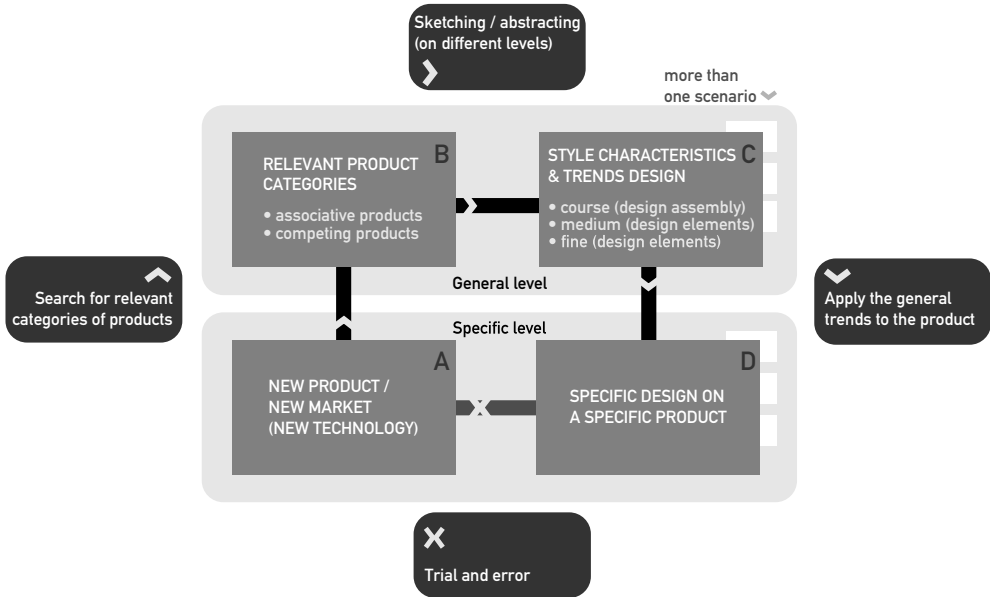 Sketching / abstracting
(on different levels)
more than
one scenario
B
RELEVANT PRODUCT
CATEGORIES
• associative products
• competing products
C
STYLE CHARACTERISTICS
& TRENDS DESIGN
• course (design assembly)
• medium (design elements)
• fine (design elements)
General level
Search for relevant
categories of products
Apply the general
trends to the product
Specific level
A
NEW PRODUCT /
NEW MARKET
(NEW TECHNOLOGY)
D
SPECIFIC DESIGN ON
A SPECIFIC PRODUCT
Trial and error